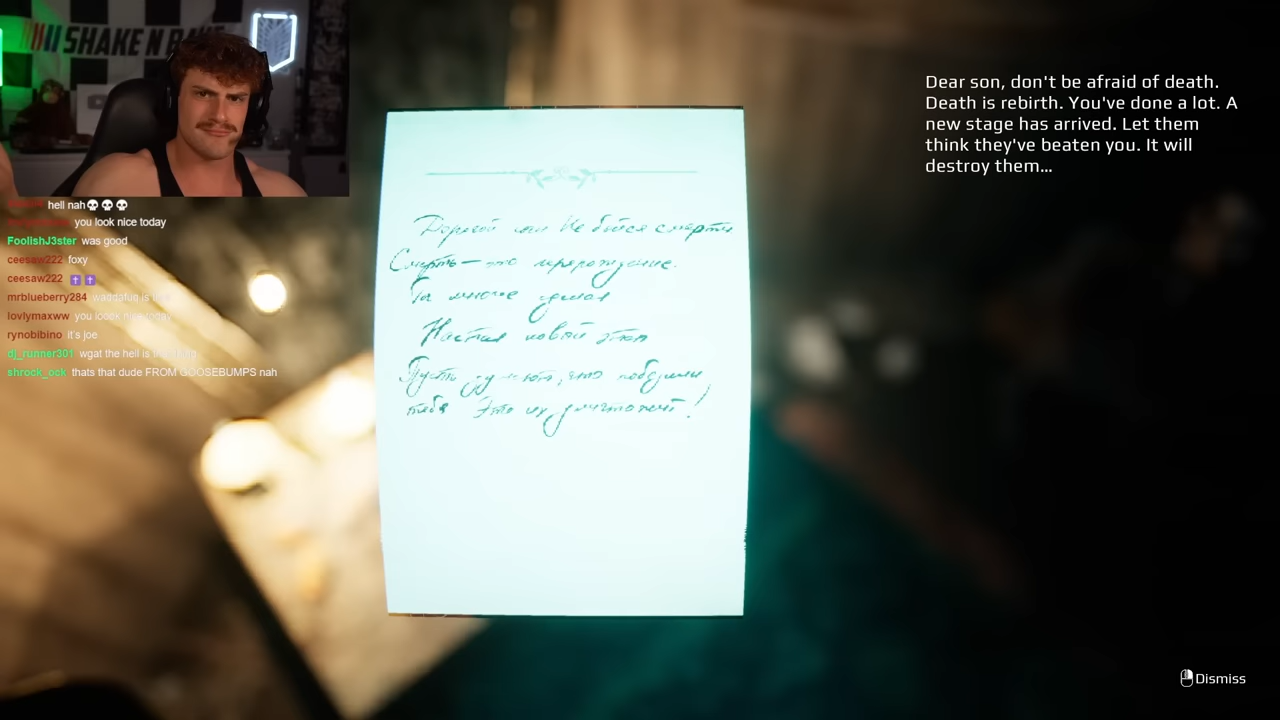 SHAKE N BAKE
Dear son, don't be afraid of death.
Death is rebirth. You've done a lot. A
new stage has arrived. Let them
think they've beaten you. It will
destroy them...
hell nah💀💀💀
you look nice today
FoolishJ3ster was good
ceesaw222 foxy
ceesaw222 ✝️✝️
mrblueberry284 waddafuq is
lovlymaxww you loook nice today
rynobibino it's joe
dj_runner301 wgat the hell is
shrock_ock thats that dude FROM GOOSEBUMPS nah
Дорогой сын Не бойся смерти
Смерть – это перерождение.
Ты многое сделал
Настал новый этап
Пусть думают, что победили
тебя Это их уничтожит!
Dismiss